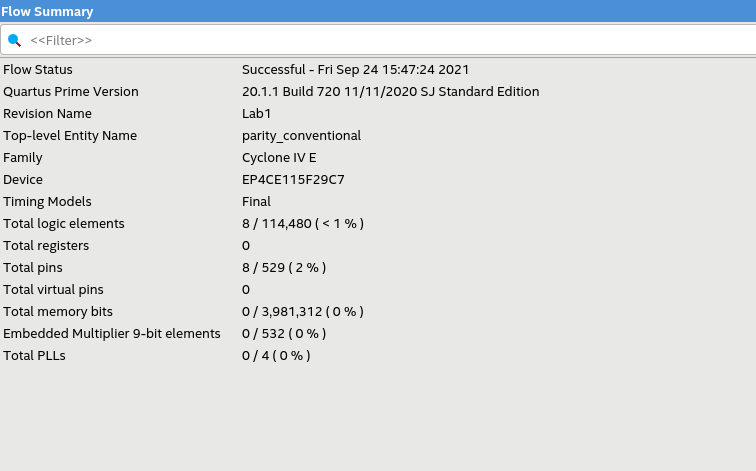 Flow Summary
<<Filter>>
Flow Status Successful - Fri Sep 24 15:47:24 2021
Quartus Prime Version 20.1.1 Build 720 11/11/2020 SJ Standard Edition
Revision Name Lab1
Top-level Entity Name parity_conventional
Family Cyclone IV E
Device EP4CE115F29C7
Timing Models Final
Total logic elements 8 / 114,480 ( < 1 % )
Total registers 0
Total pins 8 / 529 ( 2 % )
Total virtual pins 0
Total memory bits 0 / 3,981,312 ( 0 % )
Embedded Multiplier 9-bit elements 0 / 532 ( 0 % )
Total PLLs 0 / 4 ( 0 % )